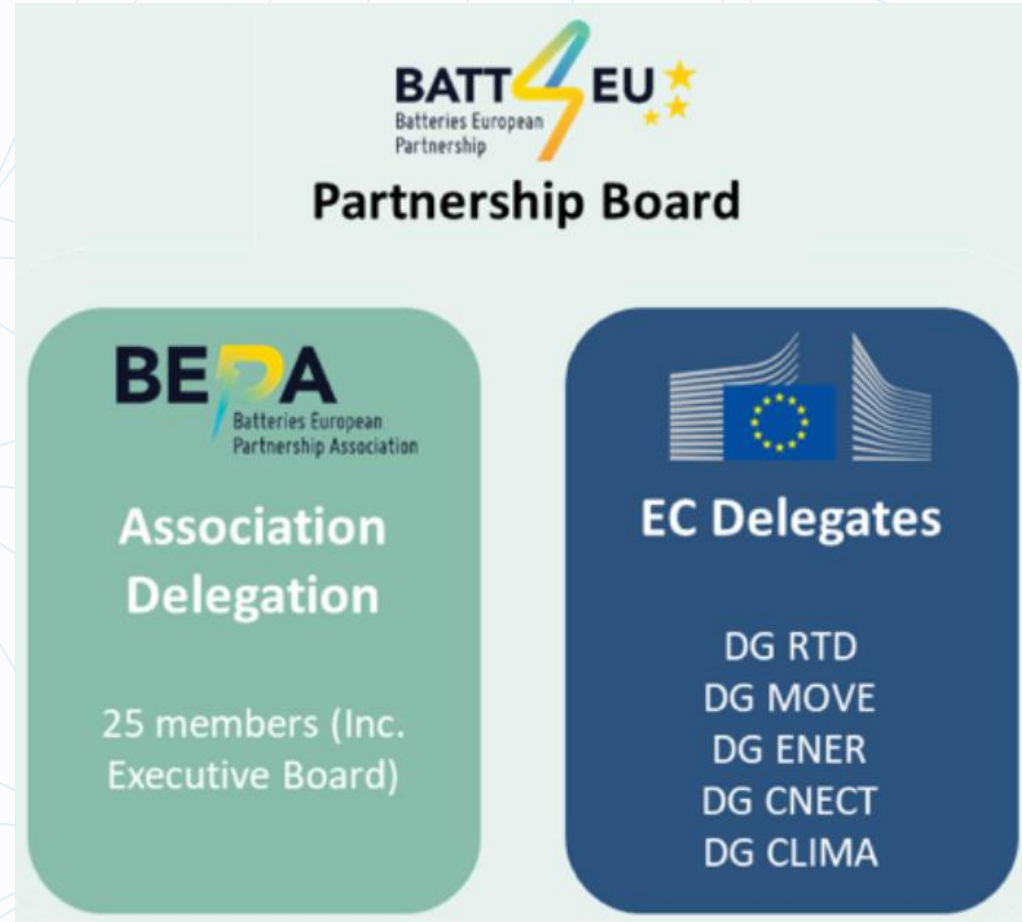 BATT4EU
Batteries European
Partnership
Partnership Board
BEPA
Batteries European
Partnership Association
Association
Delegation
25 members (Inc.
Executive Board)
EC Delegates
DG RTD
DG MOVE
DG ENER
DG CNECT
DG CLIMA